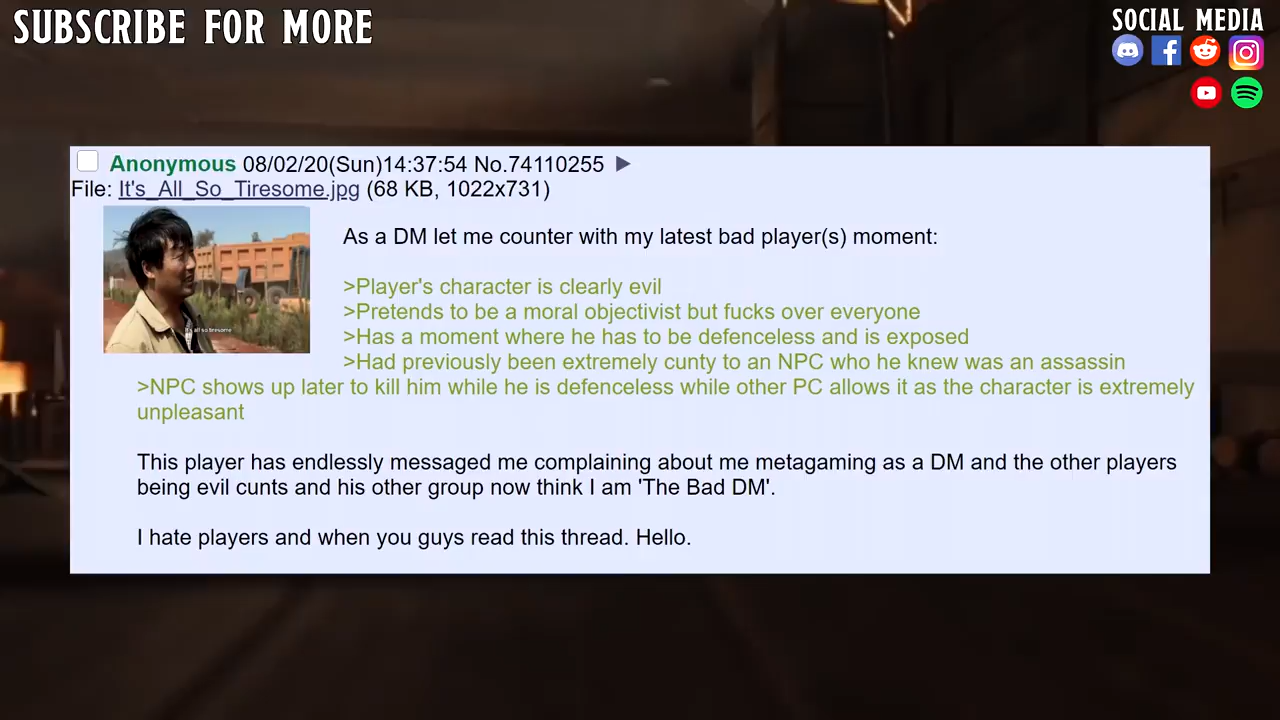 SUBSCRIBE FOR MORE
SOCIAL MEDIA
Anonymous 08/02/20(Sun)14:37:54 No.74110255 ▶
File: It's_All_So_Tiresome.jpg (68 KB, 1022x731)
As a DM let me counter with my latest bad player(s) moment:
>Player's character is clearly evil
>Pretends to be a moral objectivist but fucks over everyone
>Has a moment where he has to be defenceless and is exposed
>Had previously been extremely cunty to an NPC who he knew was an assassin
>NPC shows up later to kill him while he is defenceless while other PC allows it as the character is extremely
unpleasant
It's all so tiresome
This player has endlessly messaged me complaining about me metagaming as a DM and the other players
being evil cunts and his other group now think I am 'The Bad DM'.
I hate players and when you guys read this thread. Hello.